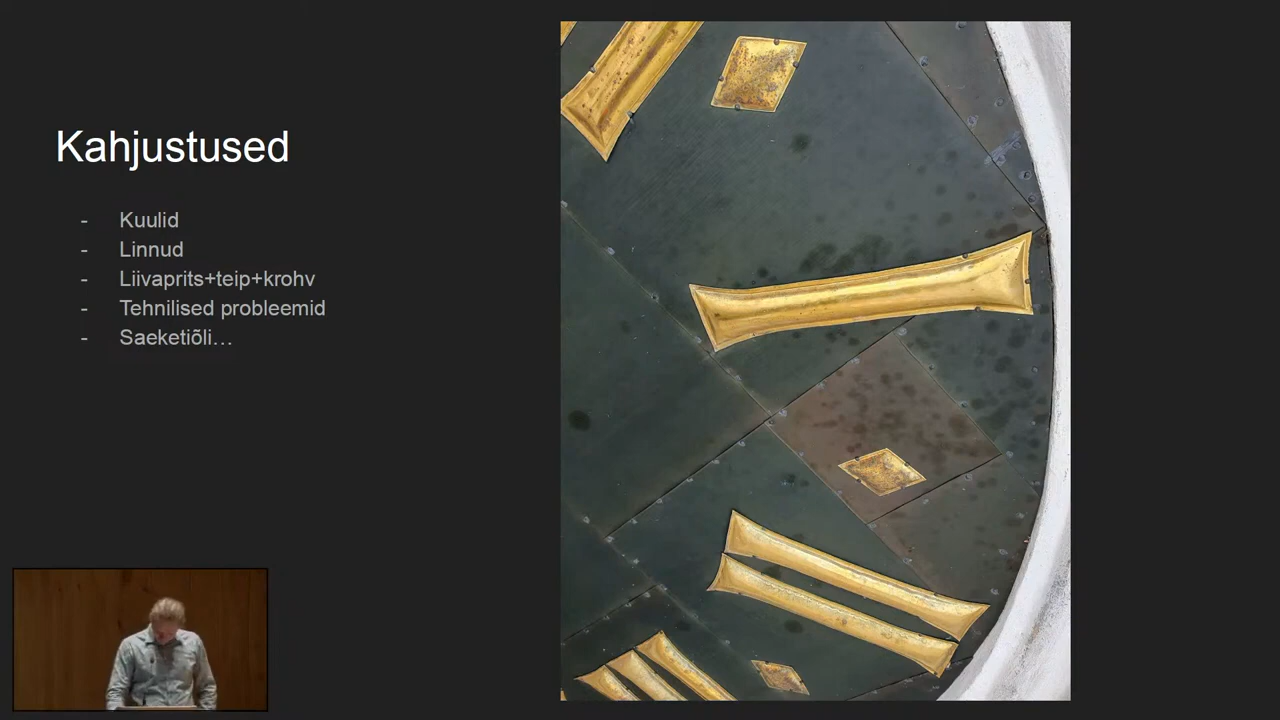 Kahjustused
- Kuulid
- Linnud
- Liivaprits+teip+krohv
- Tehnilised probleemid
- Saeketiõli…